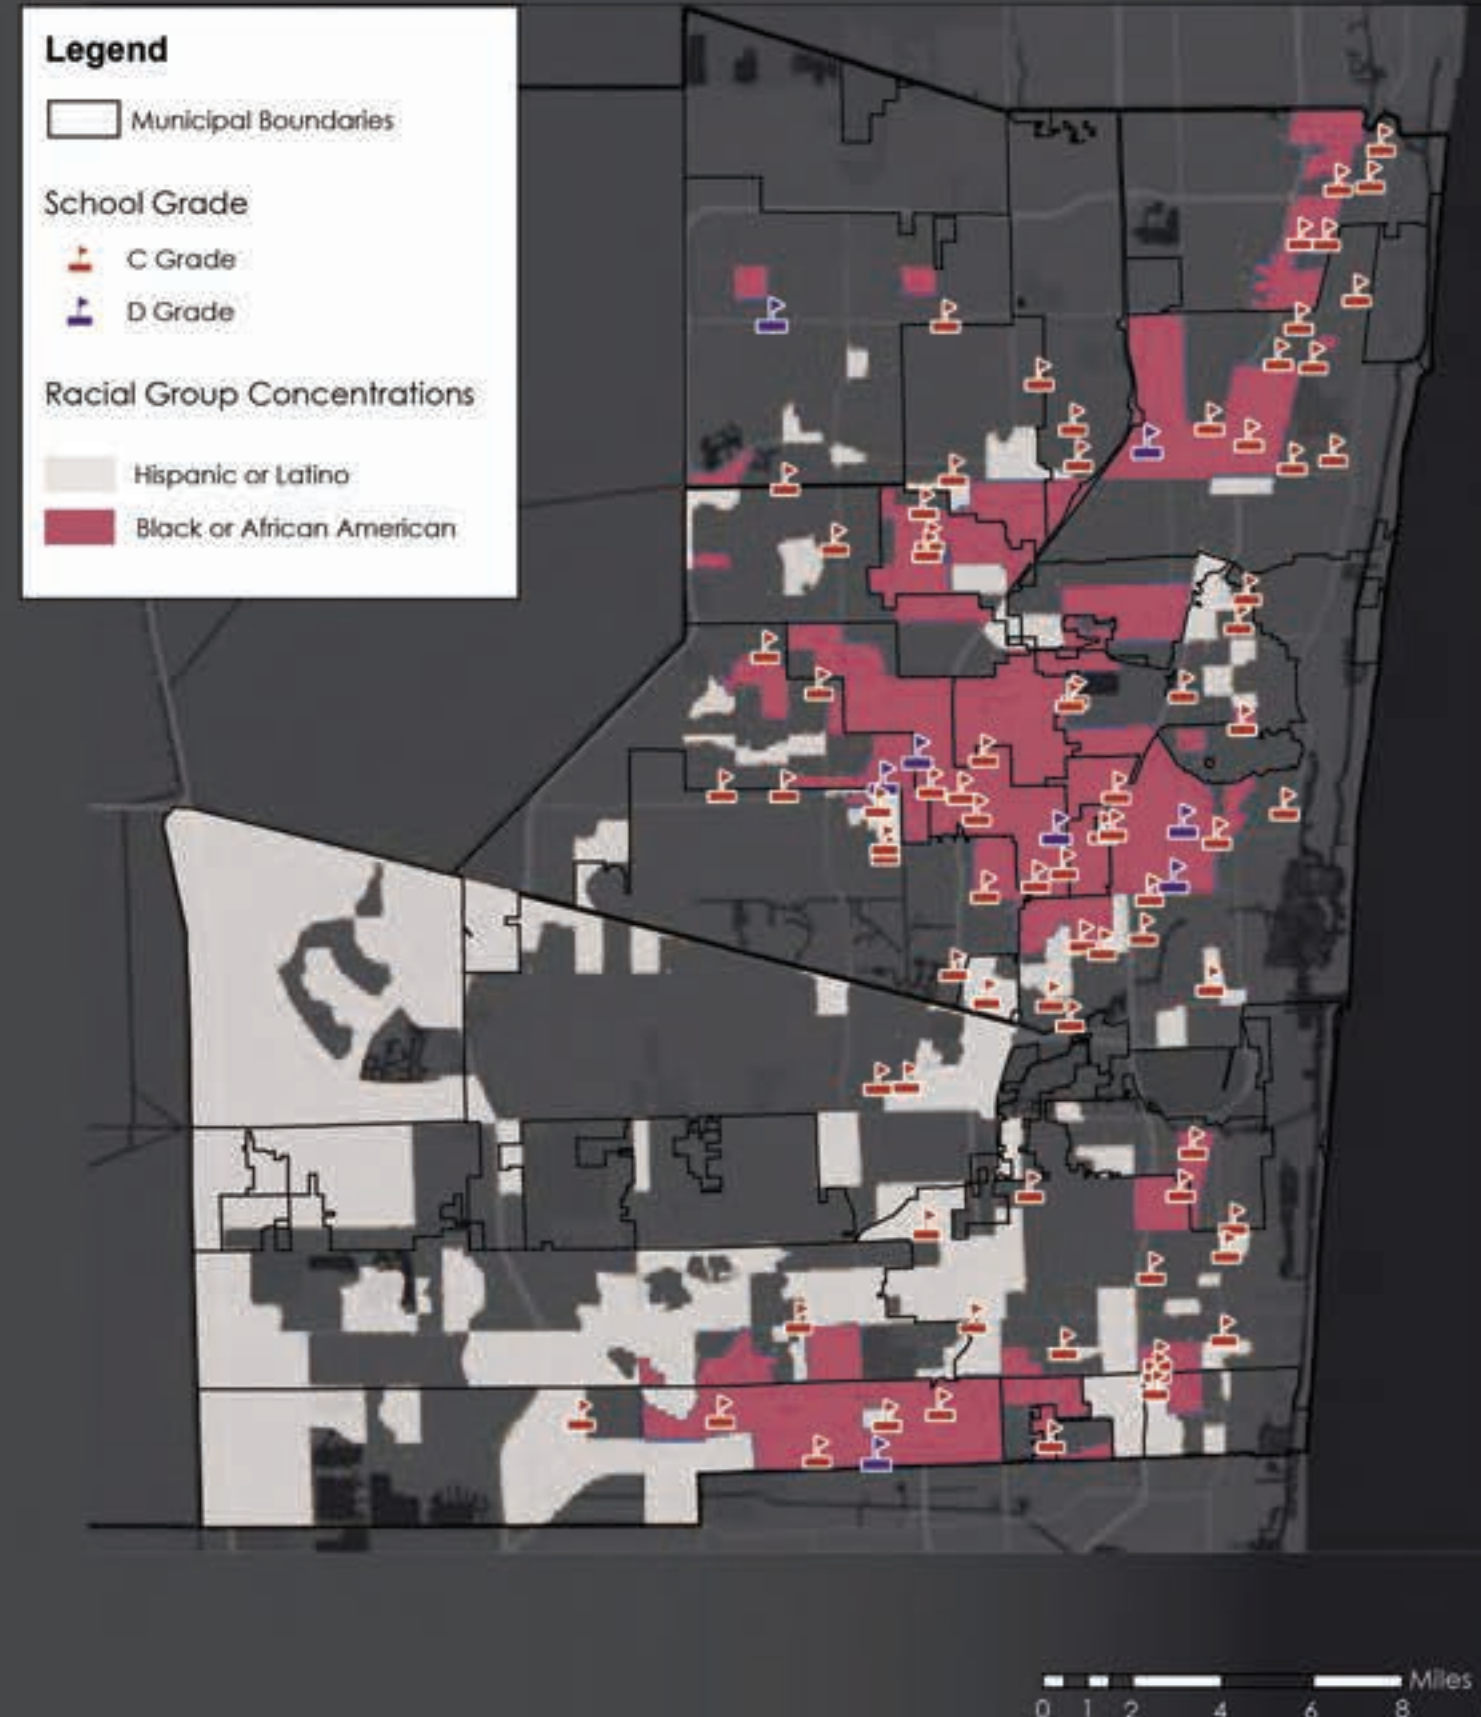 Legend
Municipal Boundaries
School Grade
C Grade
D Grade
Racial Group Concentrations
Hispanic or Latino
Black or African American
Miles
0 1 2 4 6 8